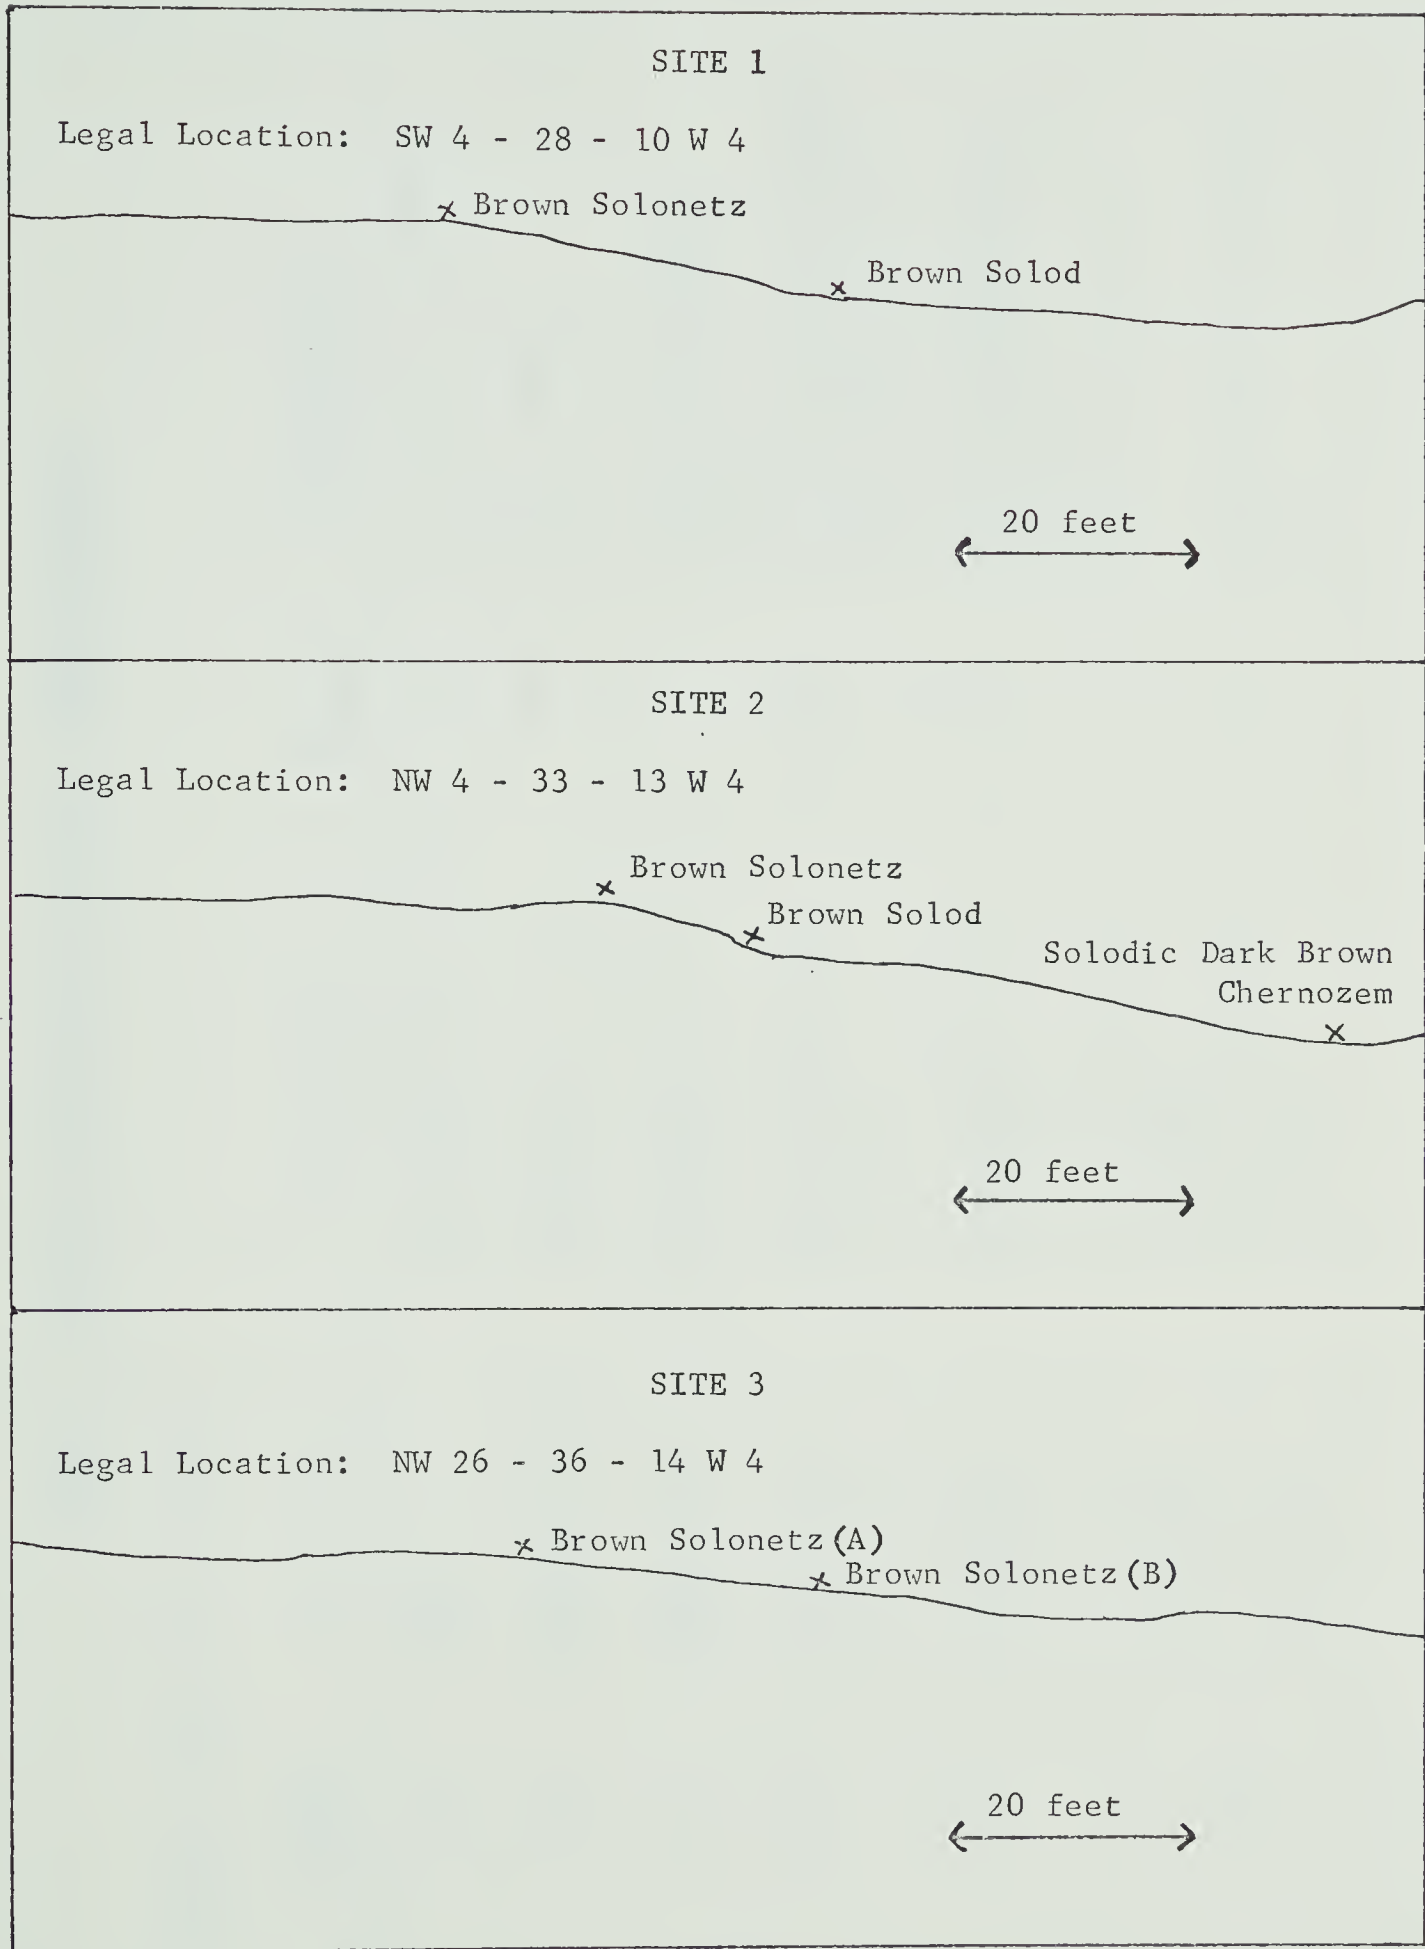 SITE 1
Legal Location: SW 4 - 28 - 10 W 4
Brown Solonetz
Brown Solod
20 feet
SITE 2
Legal Location: NW 4 - 33 - 13 W 4
Brown Solonetz
Brown Solod
Solodic Dark Brown
Chernozem
20 feet
SITE 3
Legal Location: NW 26 - 36 - 14 W 4
Brown Solonetz (A)
Brown Solonetz (B)
20 feet